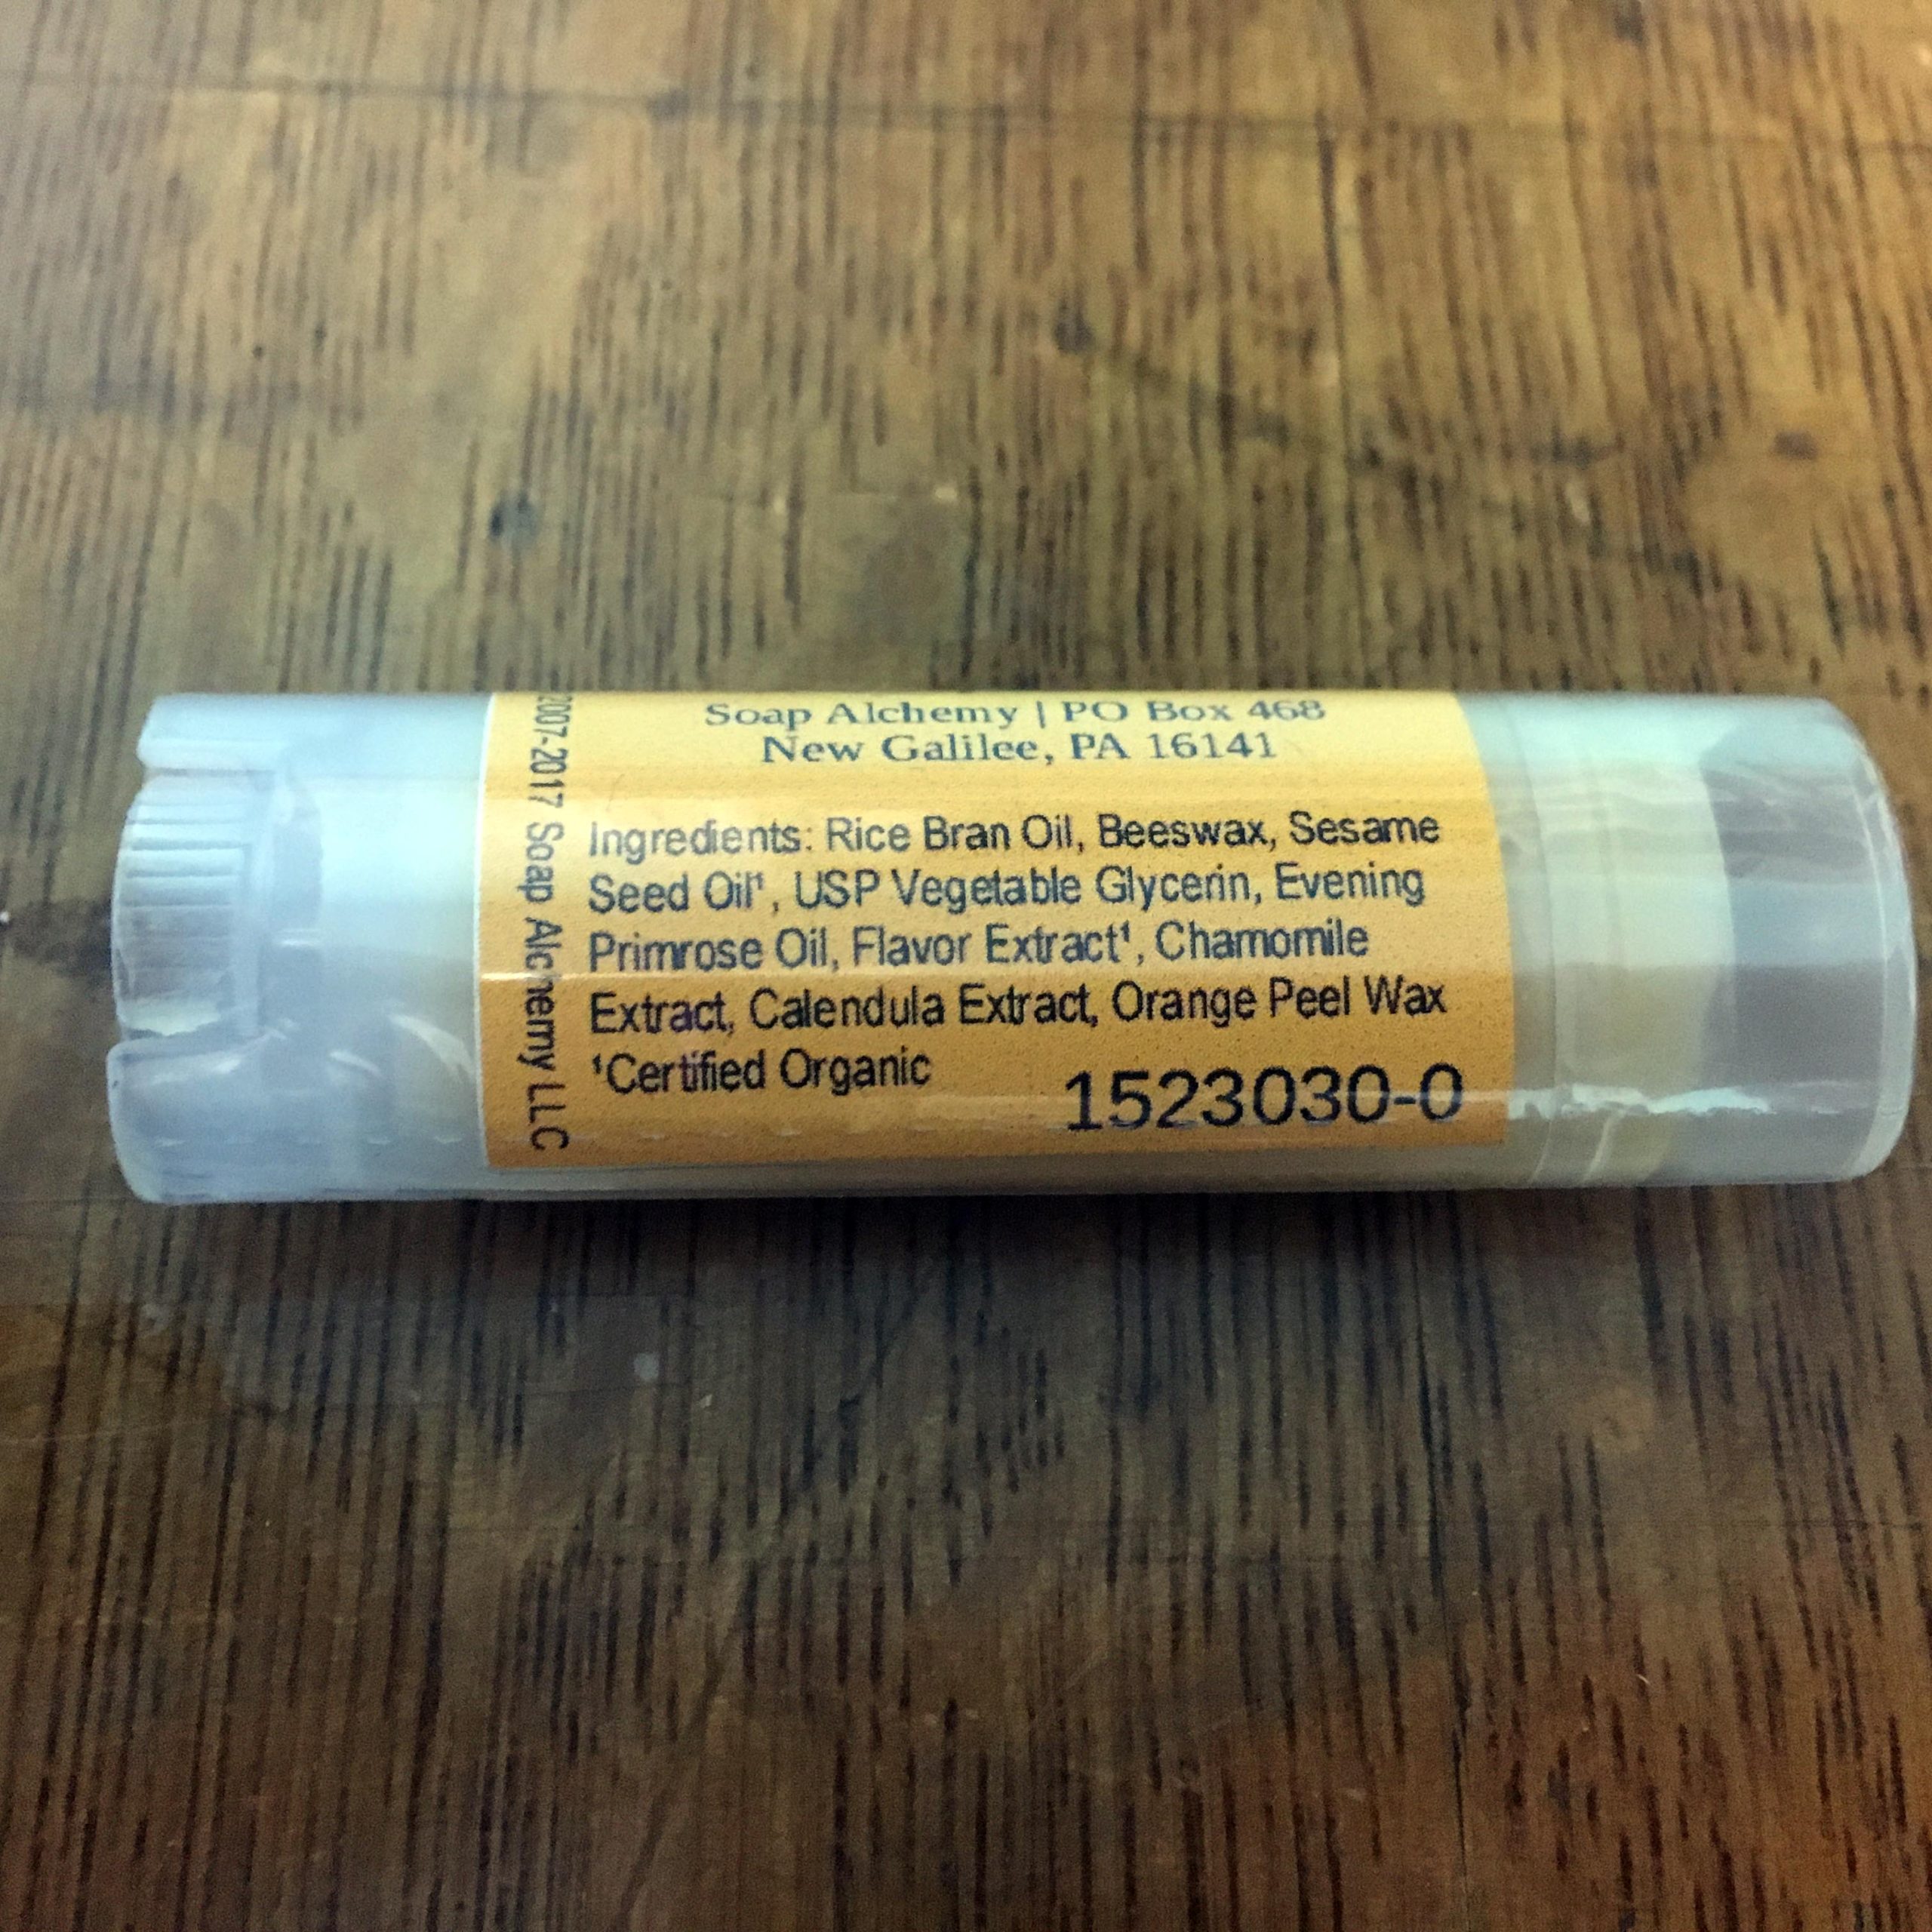 Soap Alchemy | PO Box 468
New Galilee, PA 16141
Ingredients: Rice Bran Oil, Beeswax, Sesame
Seed Oil¹, USP Vegetable Glycerin, Evening
Primrose Oil, Flavor Extract¹, Chamomile
Extract, Calendula Extract, Orange Peel Wax
¹Certified Organic
1523030-0
2007-2017 Soap Alchemy LLC